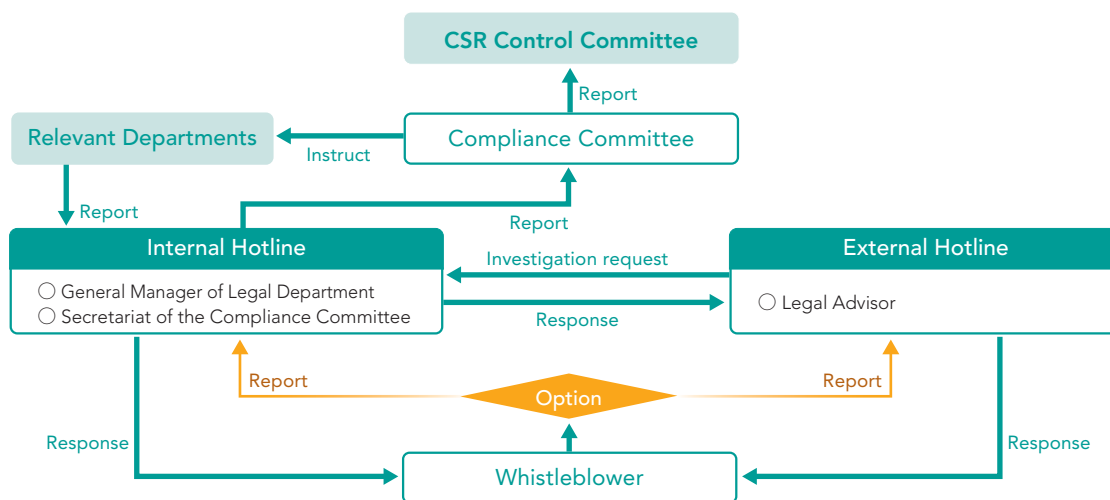 CSR Control Committee
Report
Relevant Departments
Instruct
Compliance Committee
Report
Report
Internal Hotline
○ General Manager of Legal Department
○ Secretariat of the Compliance Committee
Investigation request
Response
External Hotline
○ Legal Advisor
Report
Option
Report
Response
Response
Whistleblower